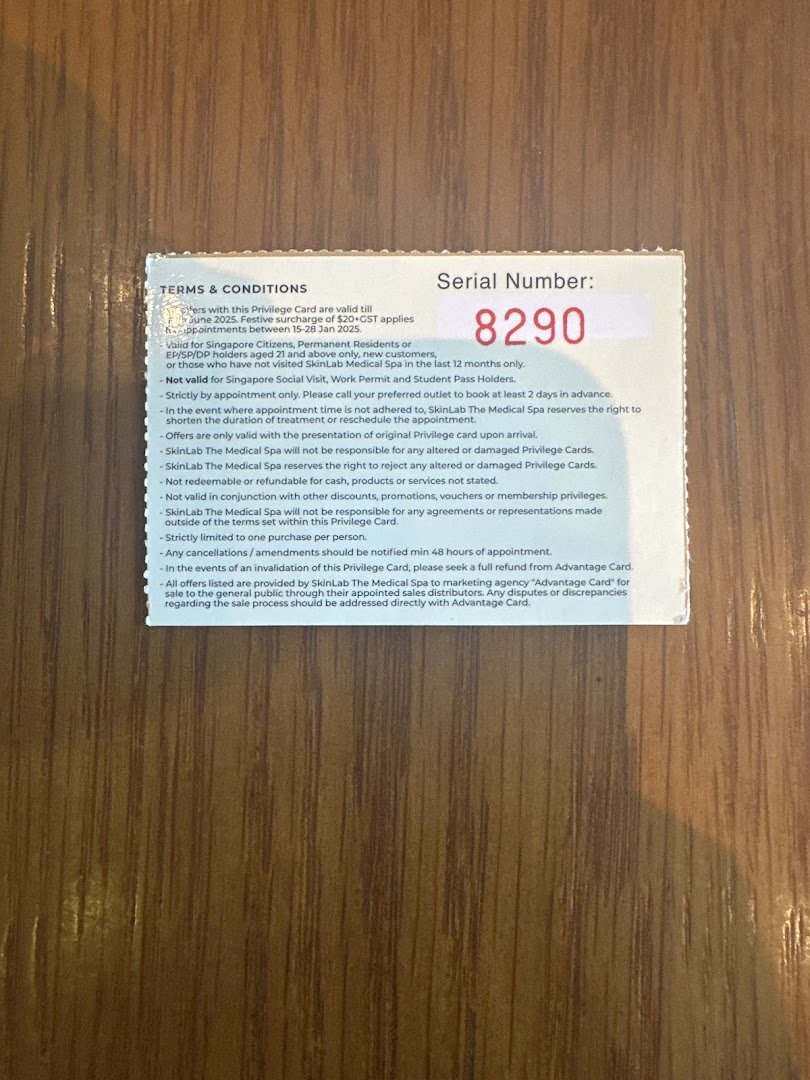 TERMS & CONDITIONS
Serial Number:
8290
with this Privilege Card are valid till
June 2025. Festive surcharge of $20+GST applies
appointments between 15-28 Jan 2025.
- Valid for Singapore Citizens, Permanent Residents or
EP/SP/DP holders aged 21 and above only, new customers,
or those who have not visited SkinLab Medical Spa in the last 12 months only.
- Not valid for Singapore Social Visit, Work Permit and Student Pass Holders.
- Strictly by appointment only. Please call your preferred outlet to book at least 2 days in advance.
- In the event where appointment time is not adhered to, SkinLab The Medical Spa reserves the right to
shorten the duration of treatment or reschedule the appointment.
- Offers are only valid with the presentation of original Privilege card upon arrival.
- SkinLab The Medical Spa will not be responsible for any altered or damaged Privilege Cards.
- SkinLab The Medical Spa reserves the right to reject any altered or damaged Privilege Cards.
- Not redeemable or refundable for cash, products or services not stated.
- Not valid in conjunction with other discounts, promotions, vouchers or membership privileges.
- SkinLab The Medical Spa will not be responsible for any agreements or representations made
outside of the terms set within this Privilege Card.
- Strictly limited to one purchase per person.
- Any cancellations / amendments should be notified min 48 hours of appointment.
- In the events of an invalidation of this Privilege Card, please seek a full refund from Advantage Card.
- All offers listed are provided by SkinLab The Medical Spa to marketing agency "Advantage Card" for
sale to the general public through their appointed sales distributors. Any disputes or discrepancies
regarding the sale process should be addressed directly with Advantage Card.